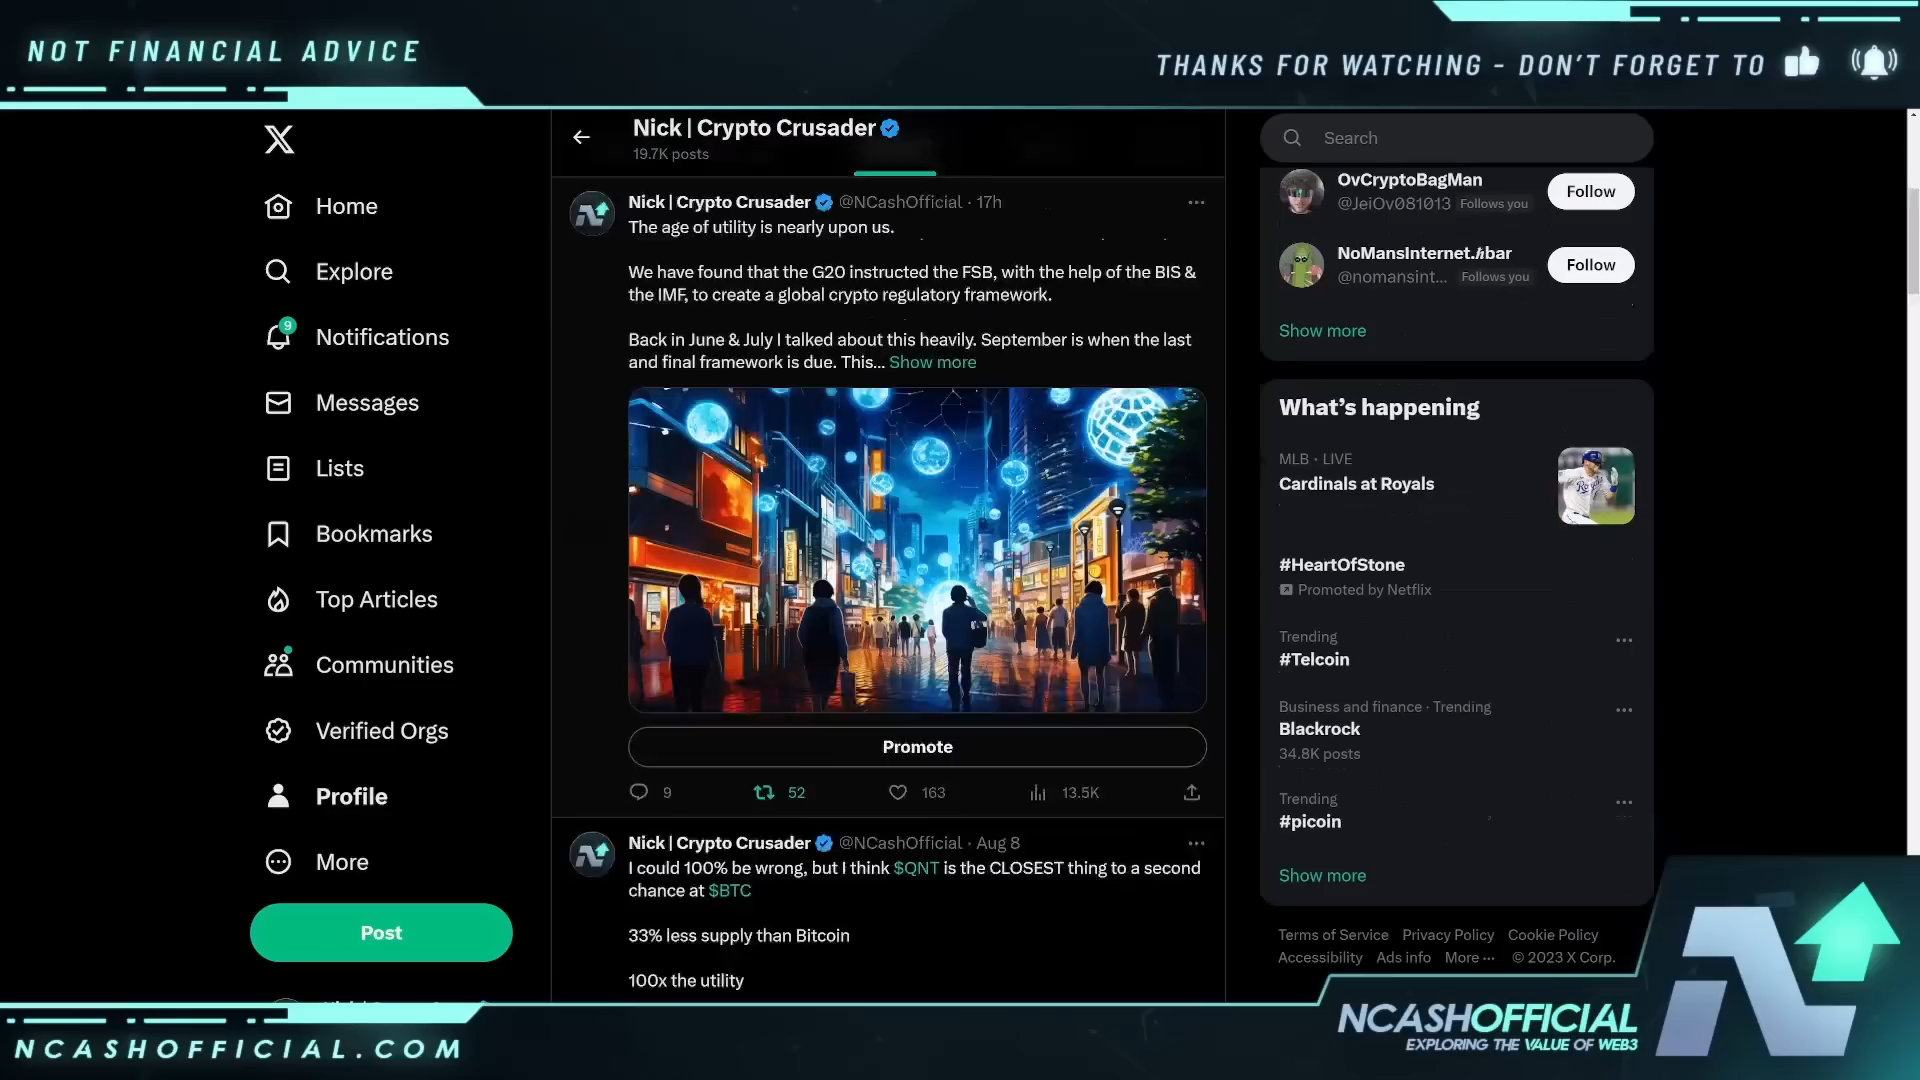 NOT FINANCIAL ADVICE
THANKS FOR WATCHING - DON'T FORGET TO
Home
Explore
9
Notifications
Messages
Lists
Bookmarks
Top Articles
Communities
Verified Orgs
Profile
More
Post
Nick | Crypto Crusader
19.7K posts
Nick | Crypto Crusader @NCashOfficial · 17h
The age of utility is nearly upon us.
We have found that the G20 instructed the FSB, with the help of the BIS &
the IMF, to create a global crypto regulatory framework.
Back in June & July I talked about this heavily. September is when the last
and final framework is due. This... Show more
Promote
9 52 163 13.5K
Nick | Crypto Crusader @NCashOfficial · Aug 8
I could 100% be wrong, but I think $QNT is the CLOSEST thing to a second
chance at $BTC
33% less supply than Bitcoin
100x the utility
Search
OvCryptoBagMan
@JeiOv081013 Follows you
Follow
NoMansInternet.ℏbar
@nomansint... Follows you
Follow
Show more
What's happening
MLB · LIVE
Cardinals at Royals
#HeartOfStone
Promoted by Netflix
Trending
#Telcoin
Business and finance · Trending
Blackrock
34.8K posts
Trending
#picoin
Show more
Terms of Service Privacy Policy Cookie Policy
Accessibility Ads info More ··· © 2023 X Corp.
NCASHOFFICIAL.COM
NCASHOFFICIAL
EXPLORING THE VALUE OF WEB3